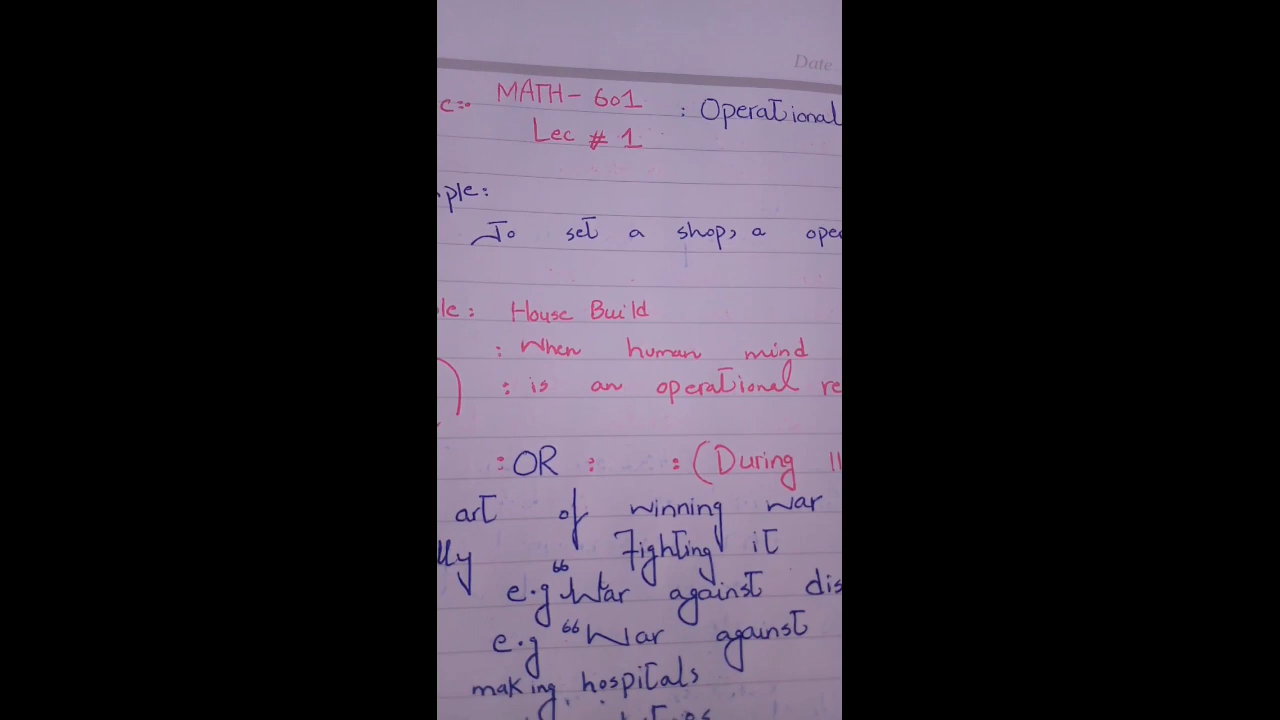 Date
c:- MATH-601 : Operational
Lec # 1
ple:
To set a shop, a ope
le: House Build
: When human mind
: is an operational re
: OR : : (During II
art of winning war
lly Fighting it
e.g “War against dis
e.g “War against
making hospitals